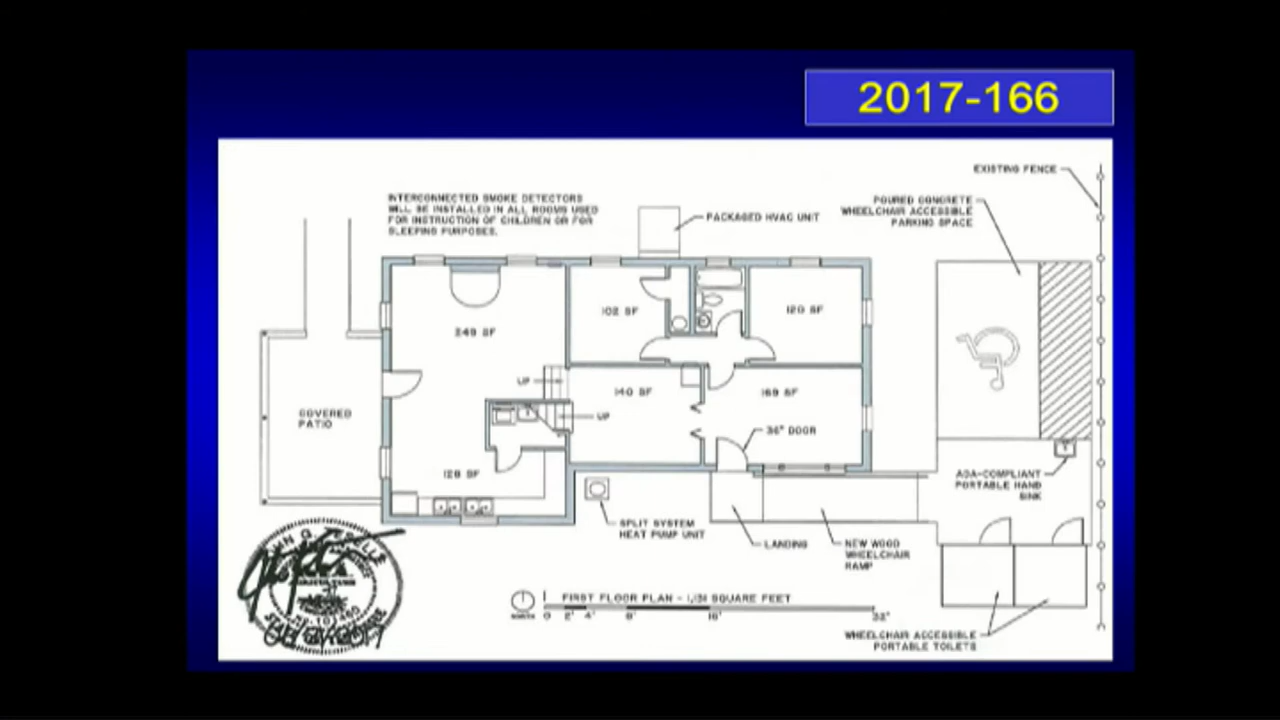 2017-166
EXISTING FENCE
POURED CONCRETE
WHEELCHAIR ACCESSIBLE
PARKING SPACE
INTERCONNECTED SMOKE DETECTORS
WILL BE INSTALLED IN ALL ROOMS USED
FOR INSTRUCTION OF CHILDREN OR FOR
SLEEPING PURPOSES.
PACKAGED HVAC UNIT
102 SF
120 SF
249 SF
UP
140 SF
169 SF
COVERED
PATIO
UP
36" DOOR
128 SF
ADA-COMPLIANT
PORTABLE HAND
SINK
SPLIT SYSTEM
HEAT PUMP UNIT
LANDING
NEW WOOD
WHEELCHAIR
RAMP
FIRST FLOOR PLAN - 1,131 SQUARE FEET
NORTH
0 2' 4' 8' 16' 32'
WHEELCHAIR ACCESSIBLE
PORTABLE TOILETS